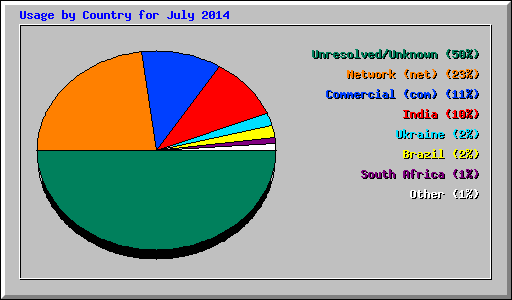 Usage by Country for July 2014
Unresolved/Unknown (50%)
Network (net) (23%)
Commercial (com) (11%)
India (10%)
Ukraine (2%)
Brazil (2%)
South Africa (1%)
Other (1%)